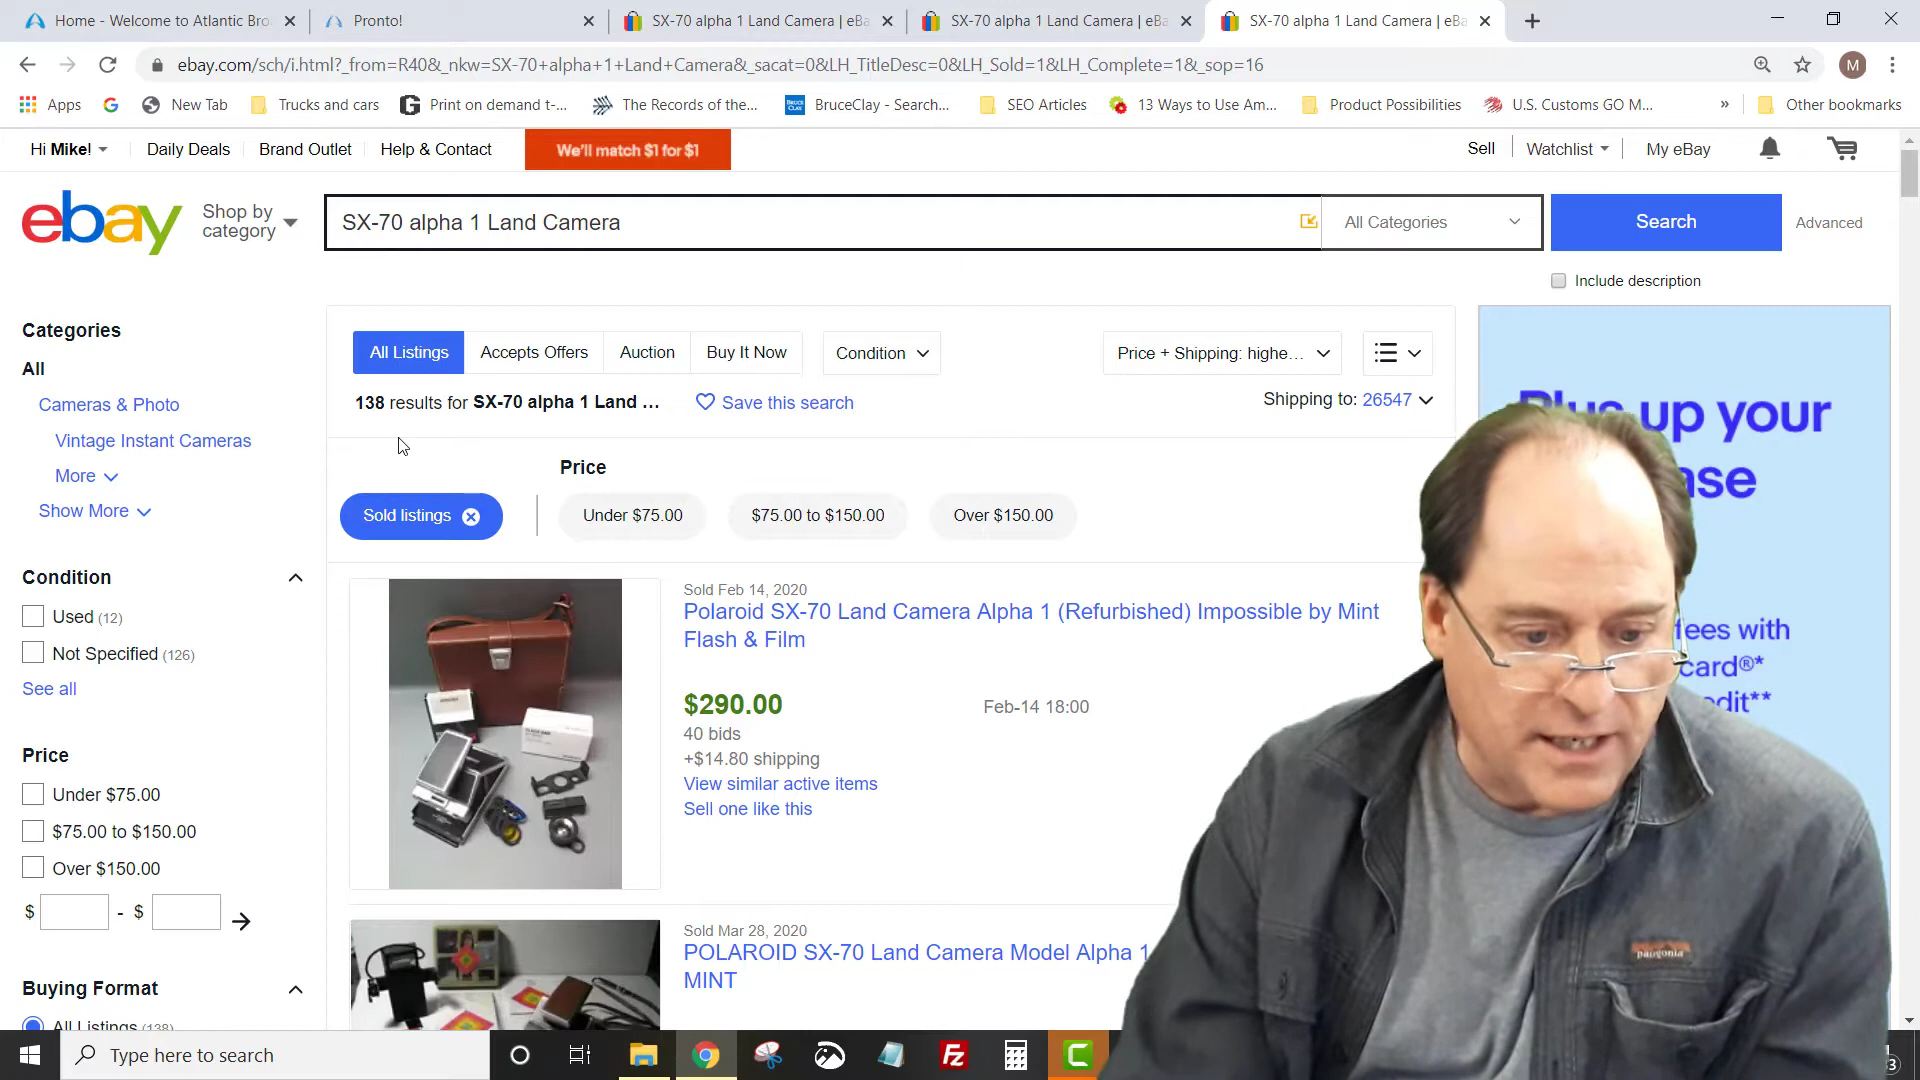 Home - Welcome to Atlantic Bro
Pronto!
SX-70 alpha 1 Land Camera | eBa
SX-70 alpha 1 Land Camera | eBa
SX-70 alpha 1 Land Camera | eBa
ebay.com/sch/i.html?_from=R40&_nkw=SX-70+alpha+1+Land+Camera&_sacat=0&LH_TitleDesc=0&LH_Sold=1&LH_Complete=1&_sop=16
M
Apps
New Tab
Trucks and cars
Print on demand t-...
The Records of the...
BruceClay - Search...
SEO Articles
13 Ways to Use Am...
Product Possibilities
U.S. Customs GO M...
»
Other bookmarks
Hi Mike!
Daily Deals
Brand Outlet
Help & Contact
We'll match $1 for $1
Sell
Watchlist
My eBay
ebay
Shop by
category
SX-70 alpha 1 Land Camera
All Categories
Search
Advanced
Include description
Categories
All
Cameras & Photo
Vintage Instant Cameras
More
Show More
Condition
Used (12)
Not Specified (126)
See all
Price
Under $75.00
$75.00 to $150.00
Over $150.00
$ - $
Buying Format
All Listings (138)
All Listings
Accepts Offers
Auction
Buy It Now
Condition
Price + Shipping: highe...
138 results for SX-70 alpha 1 Land ...
Save this search
Shipping to: 26547
Price
Sold listings
Under $75.00
$75.00 to $150.00
Over $150.00
Sold Feb 14, 2020
Polaroid SX-70 Land Camera Alpha 1 (Refurbished) Impossible by Mint
Flash & Film
$290.00
Feb-14 18:00
40 bids
+$14.80 shipping
View similar active items
Sell one like this
Sold Mar 28, 2020
POLAROID SX-70 Land Camera Model Alpha 1
MINT
up your
fees with
card®*
edit**
patagonia
Type here to search